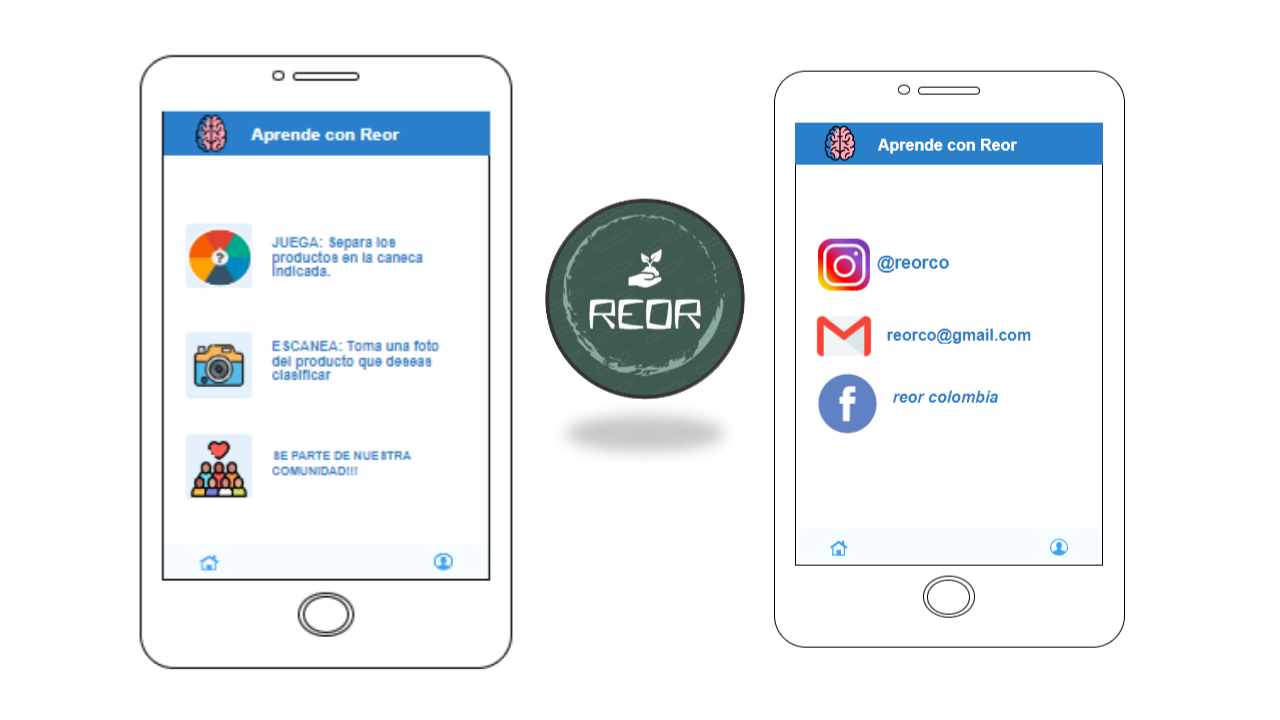 Aprende con Reor
JUEGA: Separa los
productos en la caneca
indicada.
ESCANEA: Toma una foto
del producto que deseas
clasificar
SE PARTE DE NUESTRA
COMUNIDAD!!!
REOR
Aprende con Reor
@reorco
reorco@gmail.com
reor colombia